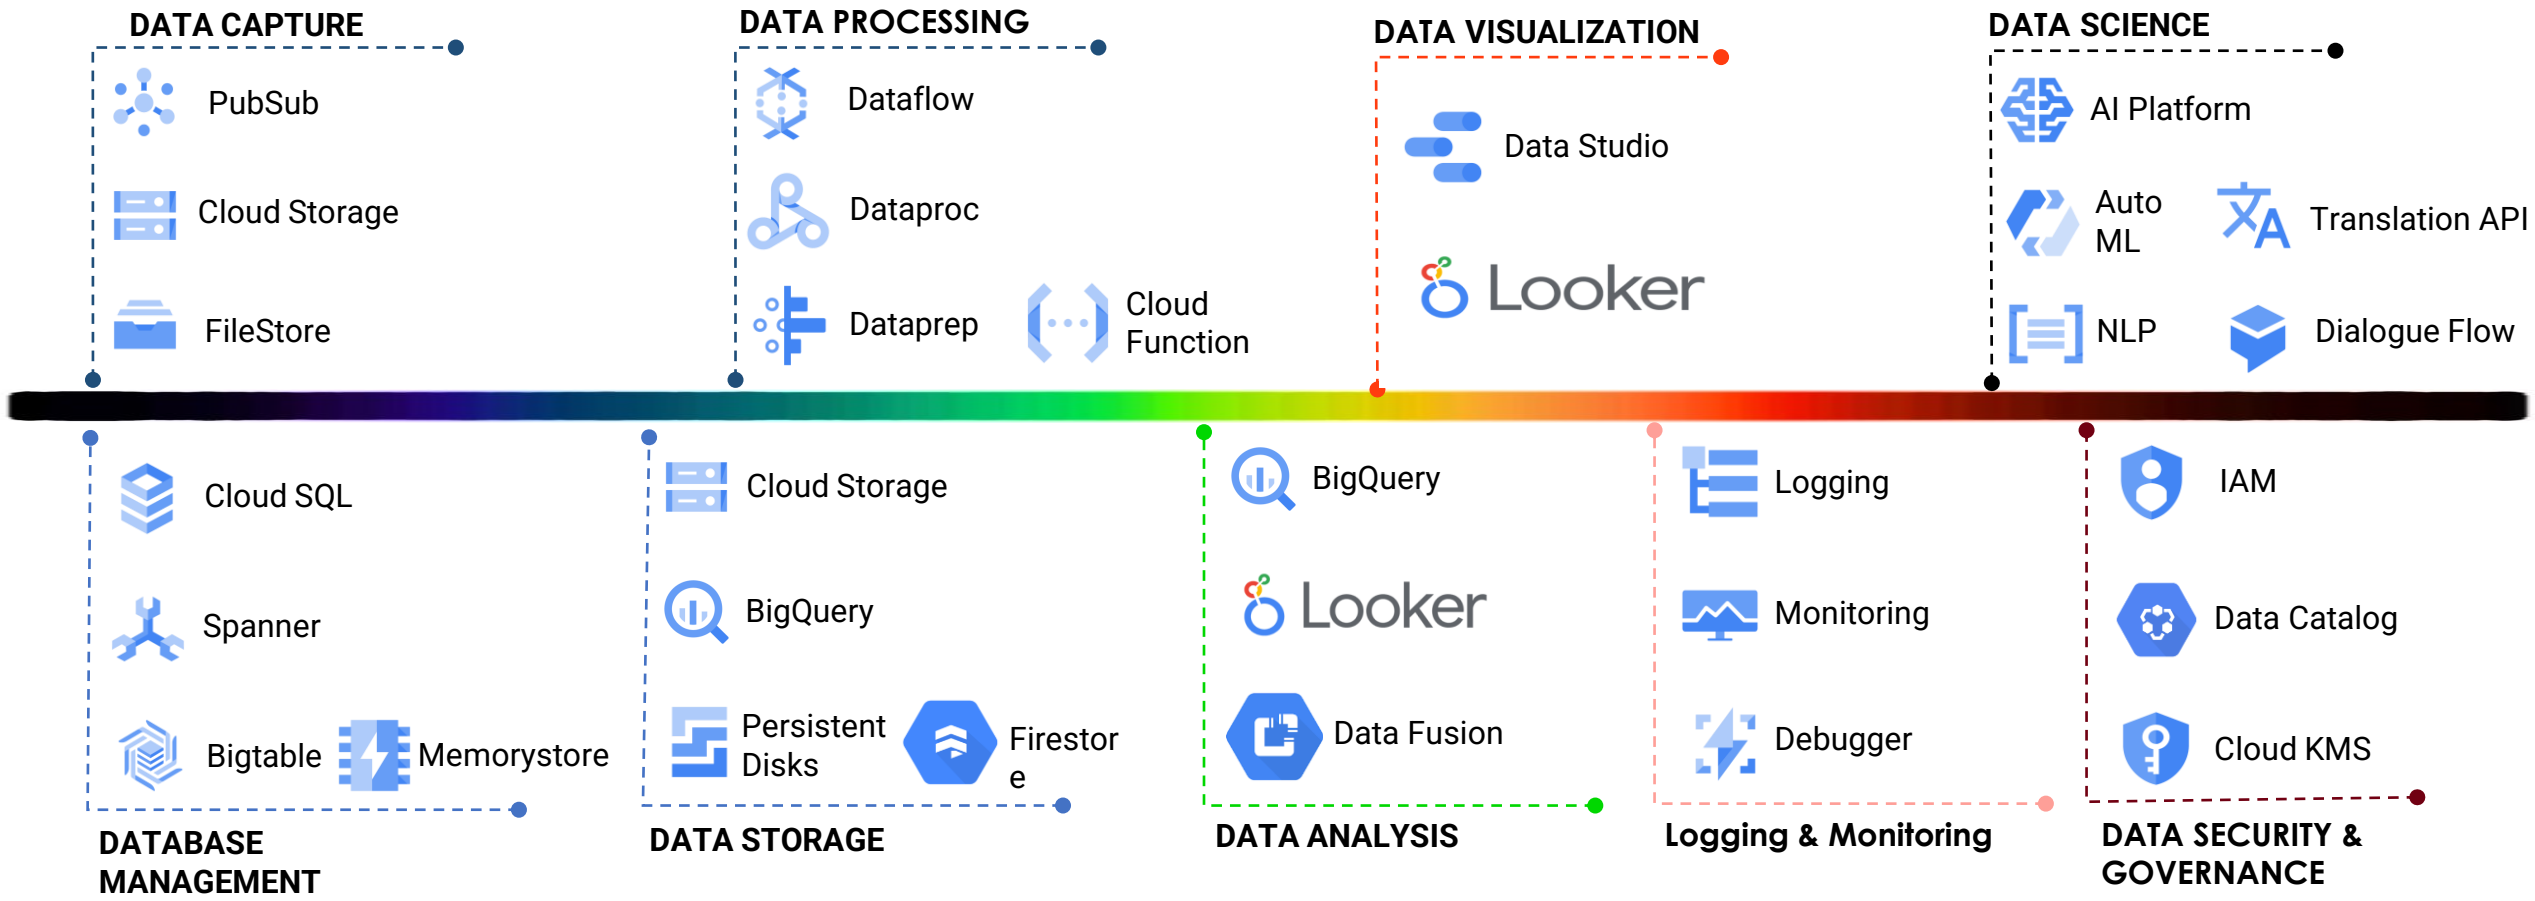 DATA CAPTURE
PubSub
Cloud Storage
FileStore
DATA PROCESSING
Dataflow
Dataproc
Dataprep
Cloud
Function
DATA VISUALIZATION
Data Studio
Looker
DATA SCIENCE
AI Platform
Auto
ML
Translation API
NLP
Dialogue Flow
Cloud SQL
Spanner
Bigtable
Memorystore
DATABASE
MANAGEMENT
Cloud Storage
BigQuery
Persistent
Disks
Firestor
e
DATA STORAGE
BigQuery
Looker
Data Fusion
DATA ANALYSIS
Logging
Monitoring
Debugger
Logging & Monitoring
IAM
Data Catalog
Cloud KMS
DATA SECURITY &
GOVERNANCE